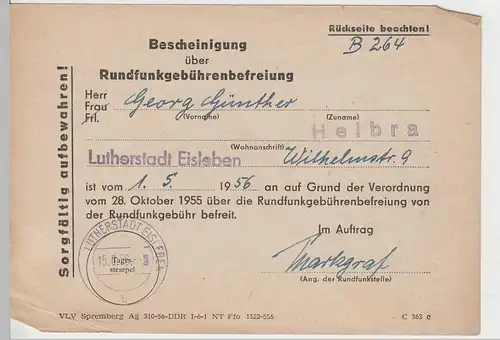 Rückseite beachten!
B 264
Bescheinigung
über
Rundfunkgebührenbefreiung
Sorgfältig aufbewahren!
Herr
Frau Georg Günther
Frl. (Vorname) (Zuname)
Helbra
(Wohnanschrift)
Lutherstadt Eisleben Wilhelmstr. 9
ist vom 1. 5. 1956 an auf Grund der Verordnung
vom 28. Oktober 1955 über die Rundfunkgebührenbefreiung von
der Rundfunkgebühr befreit.
Im Auftrag
LUTHERSTADT EISLEBEN
Tages-
stempel
Markgraf
(Ang. der Rundfunkstelle)
VLV Spremberg Ag 310-56-DDR 1-6-1 NT Ffo 1522-556 C 563 c